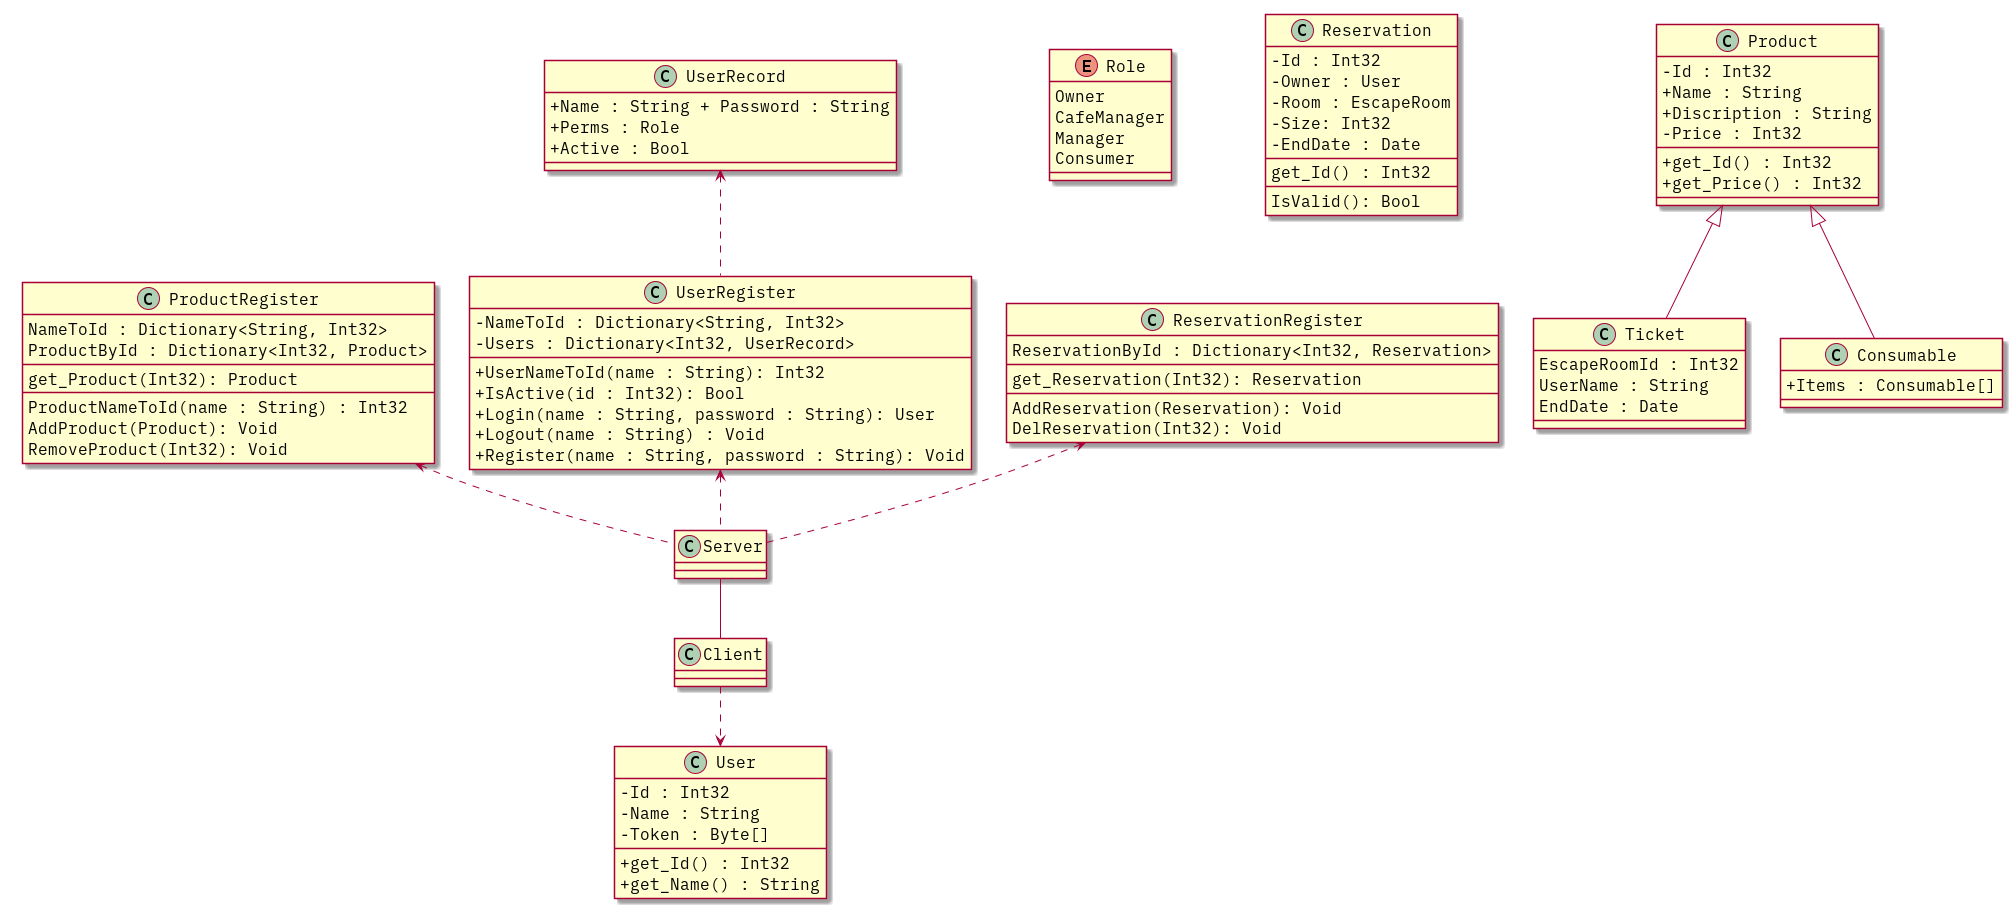 C UserRecord
+Name : String + Password : String
+Perms : Role
+Active : Bool
E Role
Owner
CafeManager
Manager
Consumer
C Reservation
-Id : Int32
-Owner : User
-Room : EscapeRoom
-Size: Int32
-EndDate : Date
get_Id() : Int32
IsValid(): Bool
C Product
-Id : Int32
+Name : String
+Discription : String
-Price : Int32
+get_Id() : Int32
+get_Price() : Int32
C ProductRegister
NameToId : Dictionary<String, Int32>
ProductById : Dictionary<Int32, Product>
get_Product(Int32): Product
ProductNameToId(name : String) : Int32
AddProduct(Product): Void
RemoveProduct(Int32): Void
C UserRegister
-NameToId : Dictionary<String, Int32>
-Users : Dictionary<Int32, UserRecord>
+UserNameToId(name : String): Int32
+IsActive(id : Int32): Bool
+Login(name : String, password : String): User
+Logout(name : String) : Void
+Register(name : String, password : String): Void
C ReservationRegister
ReservationById : Dictionary<Int32, Reservation>
get_Reservation(Int32): Reservation
AddReservation(Reservation): Void
DelReservation(Int32): Void
C Ticket
EscapeRoomId : Int32
UserName : String
EndDate : Date
C Consumable
+Items : Consumable[]
C Server
C Client
C User
-Id : Int32
-Name : String
-Token : Byte[]
+get_Id() : Int32
+get_Name() : String